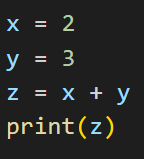 x = 2
y = 3
z = x + y
print(z)